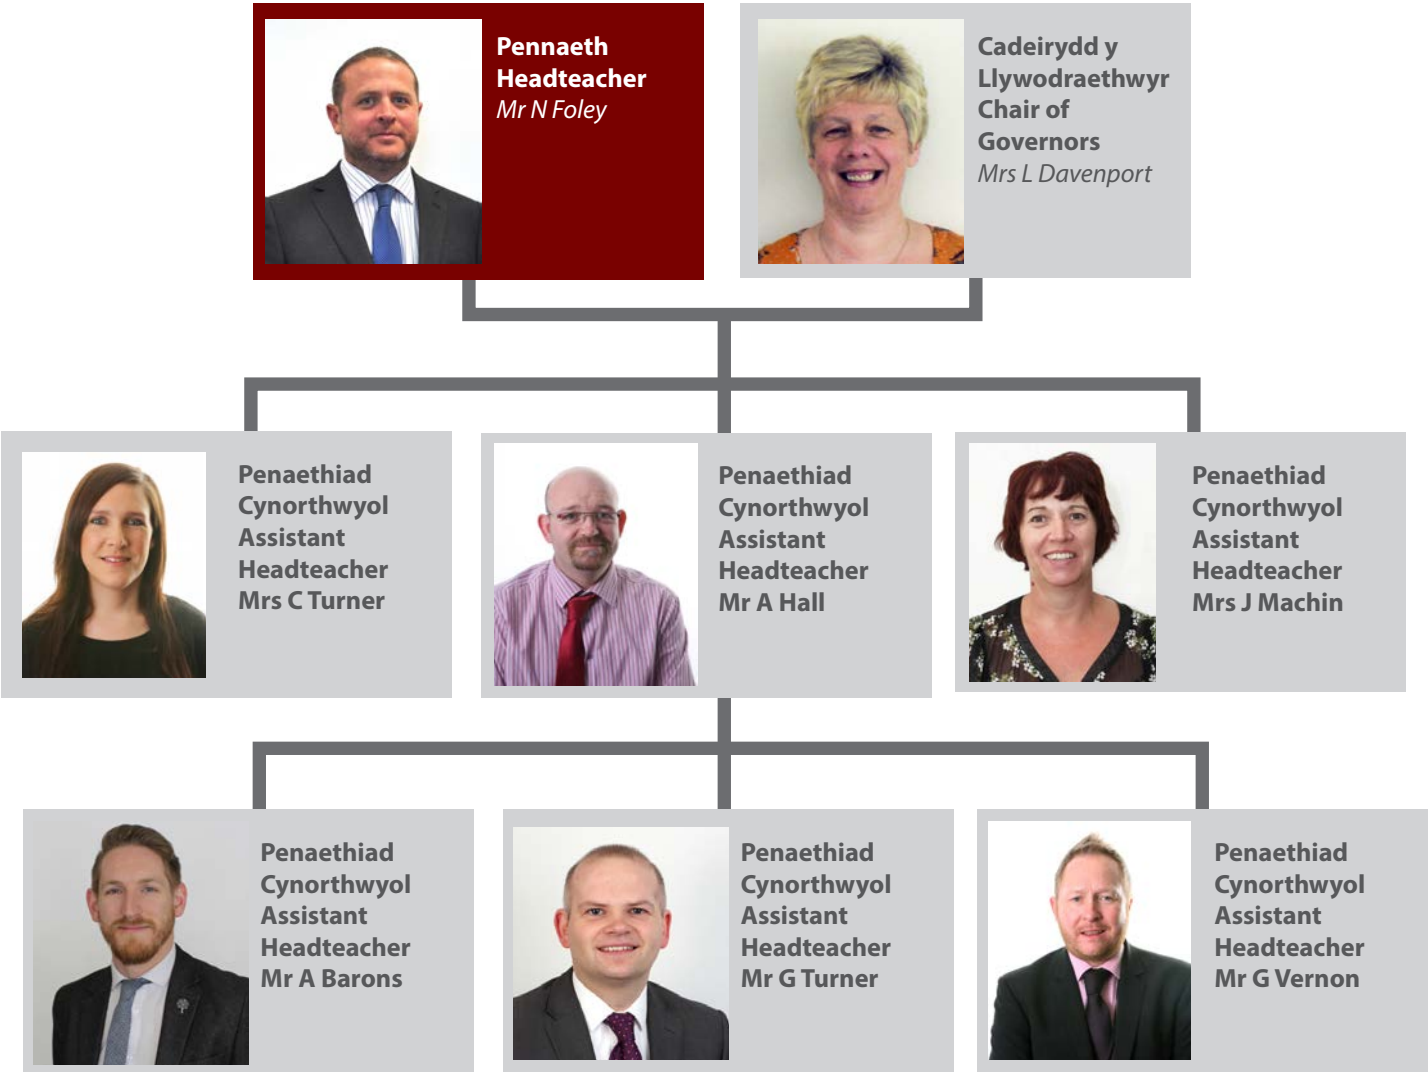 Pennaeth
Headteacher
Mr N Foley
Cadeirydd y
Llywodraethwyr
Chair of
Governors
Mrs L Davenport
Penaethiad
Cynorthwyol
Assistant
Headteacher
Mrs C Turner
Penaethiad
Cynorthwyol
Assistant
Headteacher
Mr A Hall
Penaethiad
Cynorthwyol
Assistant
Headteacher
Mrs J Machin
Penaethiad
Cynorthwyol
Assistant
Headteacher
Mr A Barons
Penaethiad
Cynorthwyol
Assistant
Headteacher
Mr G Turner
Penaethiad
Cynorthwyol
Assistant
Headteacher
Mr G Vernon